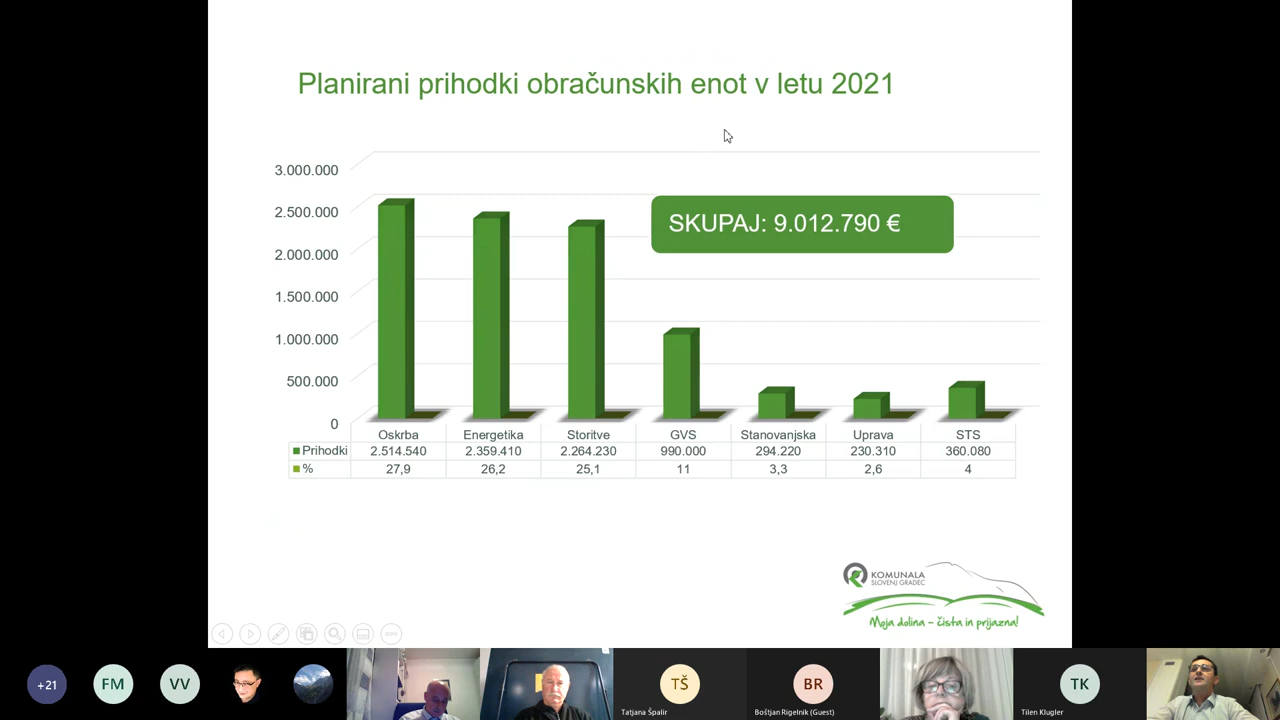 Planirani prihodki obračunskih enot v letu 2021
3.000.000
2.500.000
2.000.000
1.500.000
1.000.000
500.000
0
SKUPAJ: 9.012.790 €
Oskrba Energetika Storitve GVS Stanovanjska Uprava STS
Prihodki 2.514.540 2.359.410 2.264.230 990.000 294.220 230.310 360.080
% 27,9 26,2 25,1 11 3,3 2,6 4
KOMUNALA
SLOVENJ GRADEC
Moja dolina – čista in prijazna!
+21 FM VV TŠ BR TK
Tatjana Špalir Boštjan Rigelnik (Guest) Tilen Klugler